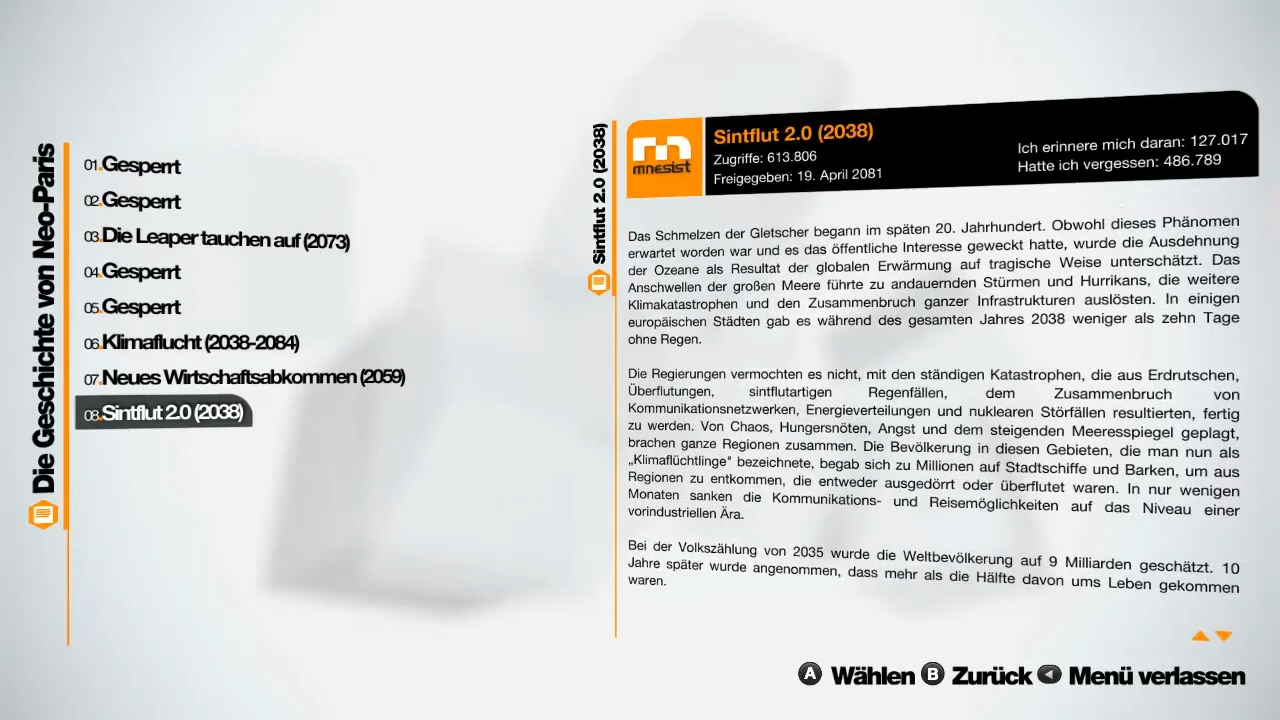 Die Geschichte von Neo-Paris
01.Gesperrt
02.Gesperrt
03.Die Leaper tauchen auf (2073)
04.Gesperrt
05.Gesperrt
06.Klimaflucht (2038-2084)
07.Neues Wirtschaftsabkommen (2059)
08.Sintflut 2.0 (2038)
Sintflut 2.0 (2038)
mnesist
Sintflut 2.0 (2038)
Zugriffe: 613.806
Freigegeben: 19. April 2081
Ich erinnere mich daran: 127.017
Hatte ich vergessen: 486.789
Das Schmelzen der Gletscher begann im späten 20. Jahrhundert. Obwohl dieses Phänomen
erwartet worden war und es das öffentliche Interesse geweckt hatte, wurde die Ausdehnung
der Ozeane als Resultat der globalen Erwärmung auf tragische Weise unterschätzt. Das
Anschwellen der großen Meere führte zu andauernden Stürmen und Hurrikans, die weitere
Klimakatastrophen und den Zusammenbruch ganzer Infrastrukturen auslösten. In einigen
europäischen Städten gab es während des gesamten Jahres 2038 weniger als zehn Tage
ohne Regen.
Die Regierungen vermochten es nicht, mit den ständigen Katastrophen, die aus Erdrutschen,
Überflutungen, sintflutartigen Regenfällen, dem Zusammenbruch von
Kommunikationsnetzwerken, Energieverteilungen und nuklearen Störfällen resultierten, fertig
zu werden. Von Chaos, Hungersnöten, Angst und dem steigenden Meeresspiegel geplagt,
brachen ganze Regionen zusammen. Die Bevölkerung in diesen Gebieten, die man nun als
„Klimaflüchtlinge" bezeichnete, begab sich zu Millionen auf Stadtschiffe und Barken, um aus
Regionen zu entkommen, die entweder ausgedörrt oder überflutet waren. In nur wenigen
Monaten sanken die Kommunikations- und Reisemöglichkeiten auf das Niveau einer
vorindustriellen Ära.
Bei der Volkszählung von 2035 wurde die Weltbevölkerung auf 9 Milliarden geschätzt. 10
Jahre später wurde angenommen, dass mehr als die Hälfte davon ums Leben gekommen
waren.
A Wählen B Zurück Menü verlassen